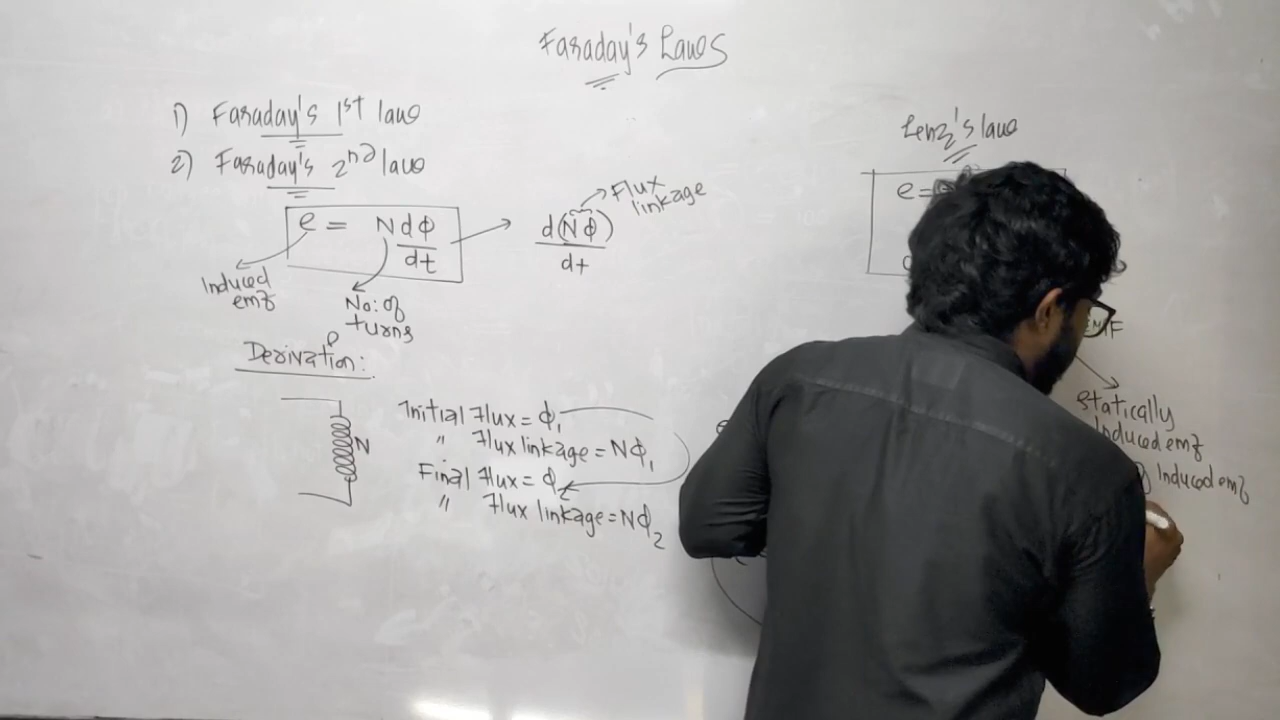 Faraday's Laws
1) Faraday's 1st law
2) Faraday's 2nd law
e = N dϕ / dt
d(Nϕ) / dt
Flux
linkage
Induced
emf
No: of
turns
Derivation:
N
Initial Flux = ϕ1
" Flux linkage = Nϕ1
Final Flux = ϕ2
" Flux linkage = Nϕ2
Lenz's law
e =
Statically
Induced emf
Induced emf